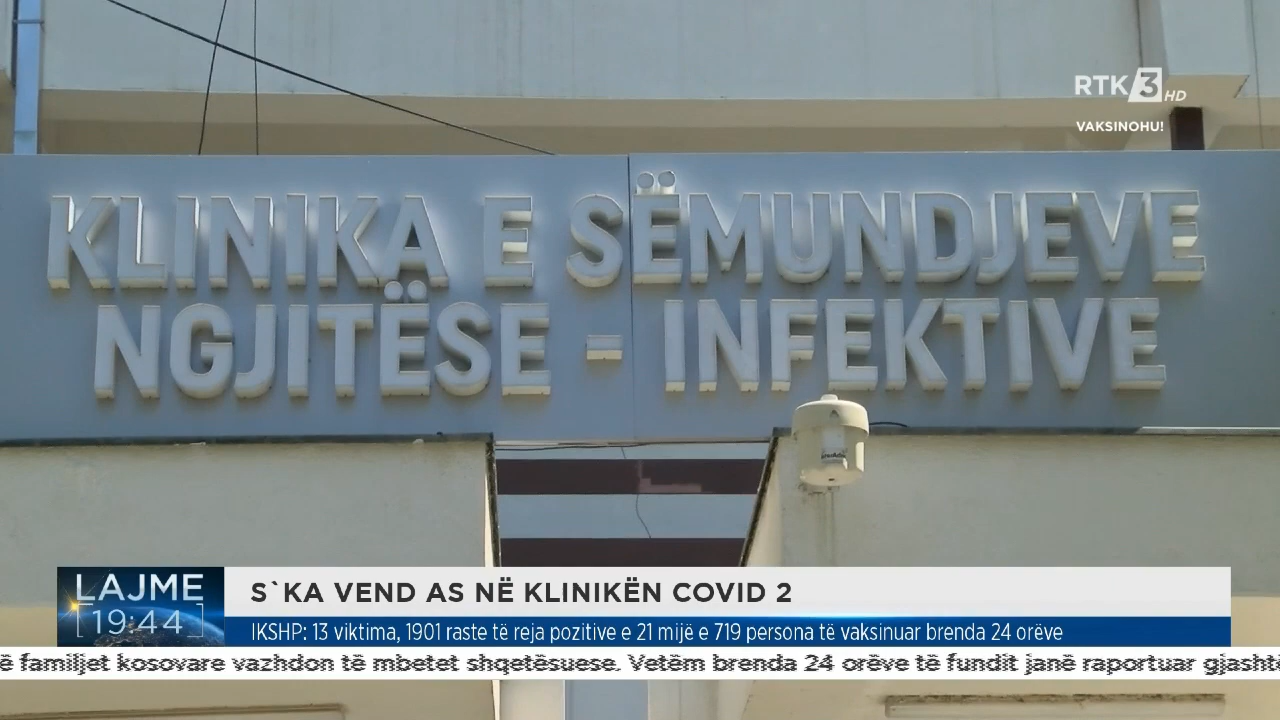 RTK 3 HD
VAKSINOHU!
KLINIKA E SËMUNDJEVE
NGJITËSE - INFEKTIVE
LAJME
19:44
S`KA VEND AS NË KLINIKËN COVID 2
IKSHP: 13 viktima, 1901 raste të reja pozitive e 21 mijë e 719 persona të vaksinuar brenda 24 orëve
ë familjet kosovare vazhdon të mbetet shqetësuese. Vetëm brenda 24 orëve të fundit janë raportuar gjasht